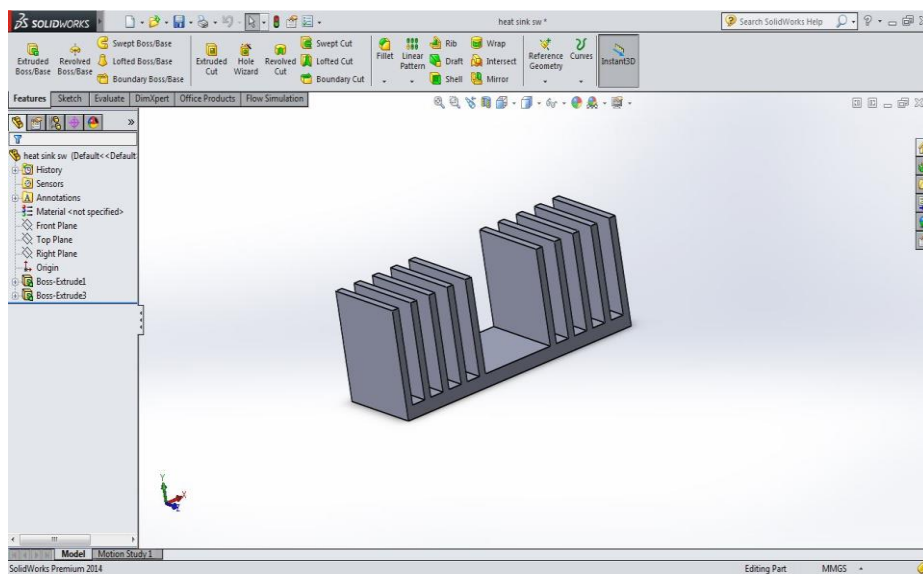 SOLIDWORKS
heat sink sw *
Search SolidWorks Help
Extruded Boss/Base
Revolved Boss/Base
Swept Boss/Base
Lofted Boss/Base
Boundary Boss/Base
Extruded Cut
Hole Wizard
Revolved Cut
Swept Cut
Lofted Cut
Boundary Cut
Fillet
Linear Pattern
Rib
Draft
Shell
Wrap
Intersect
Mirror
Reference Geometry
Curves
Instant3D
Features Sketch Evaluate DimXpert Office Products Flow Simulation
heat sink sw (Default<<Default
History
Sensors
A Annotations
Material <not specified>
Front Plane
Top Plane
Right Plane
Origin
Boss-Extrude1
Boss-Extrude3
Y
X
Z
Model Motion Study 1
SolidWorks Premium 2014
Editing Part MMGS